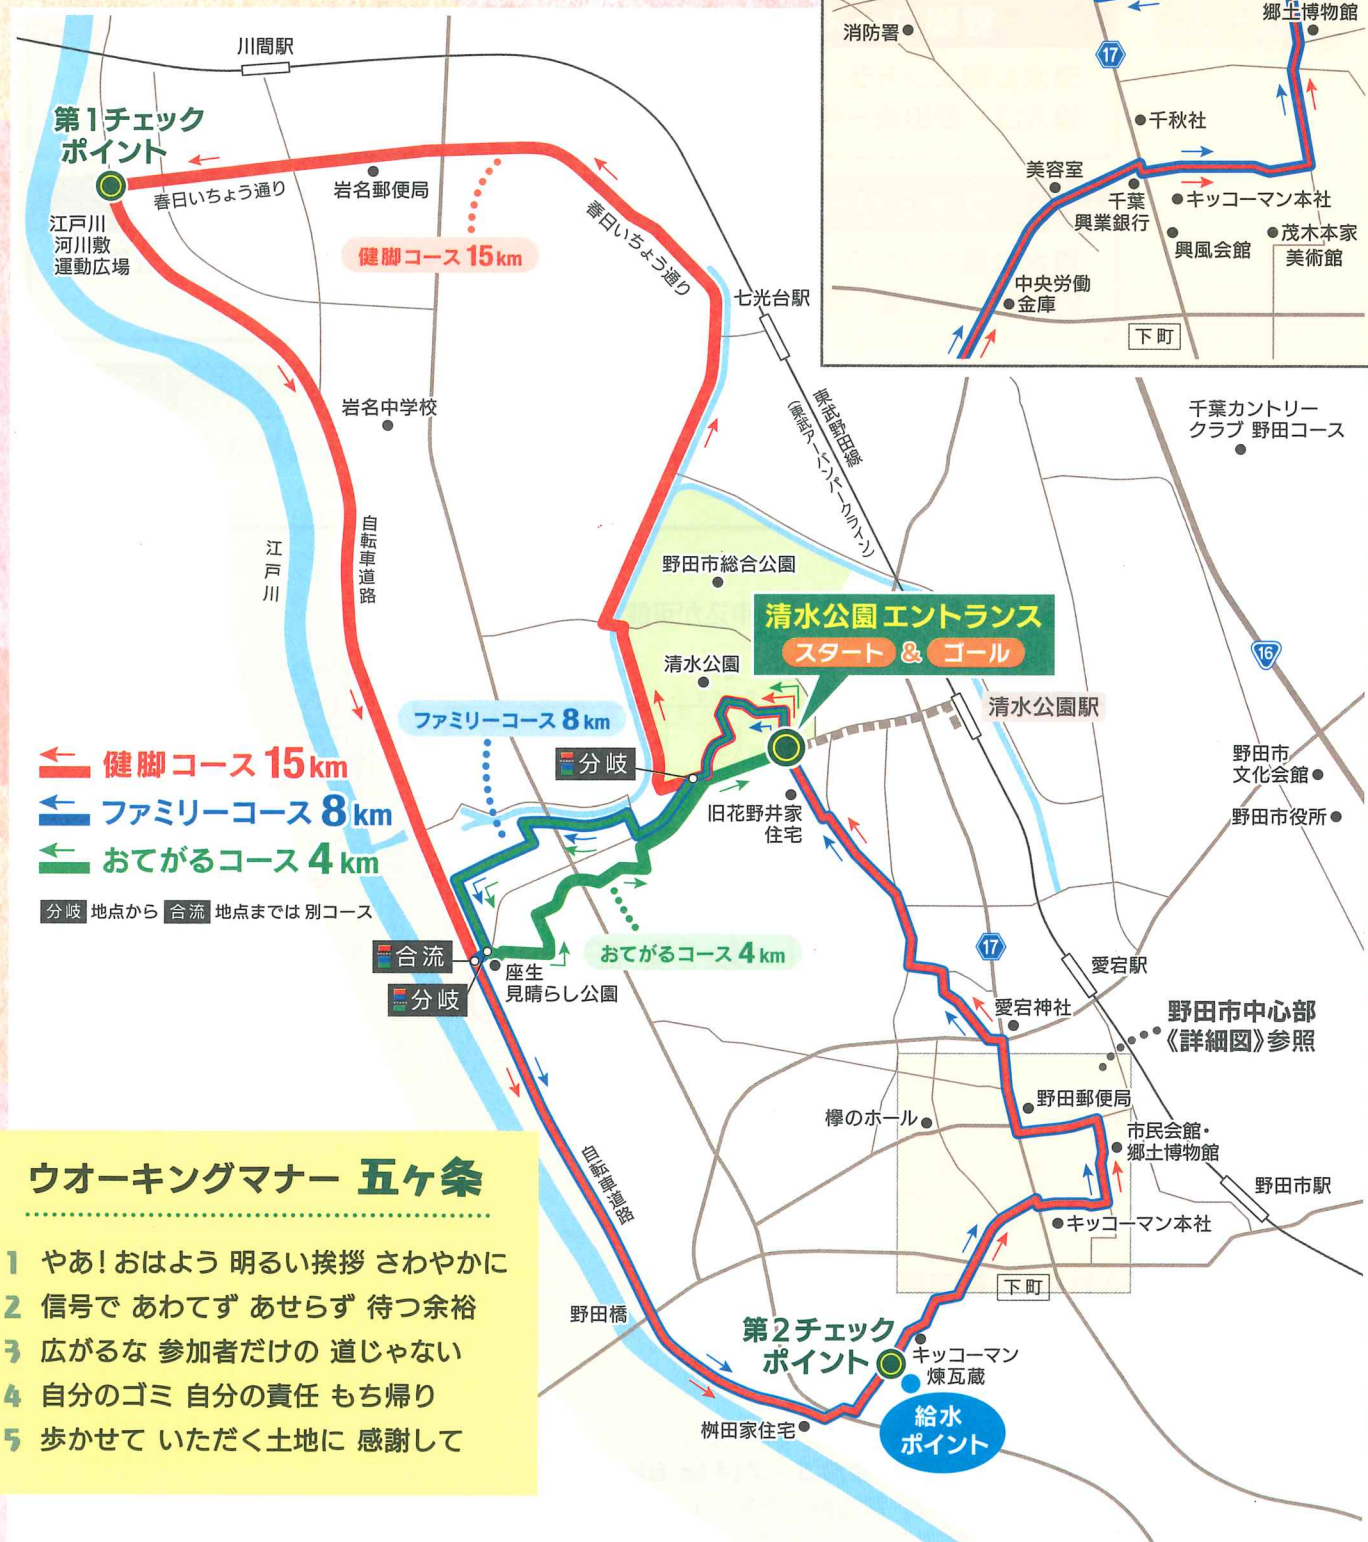 川間駅
第1チェック
ポイント
春日いちょう通り
岩名郵便局
江戸川
河川敷
運動広場
健脚コース 15km
春日いちょう通り
七光台駅
岩名中学校
東武野田線
(東武アーバンパークライン)
自転車道路
江戸川
消防署
17
郷土博物館
千秋社
美容室
千葉
興業銀行
キッコーマン本社
興風会館
茂木本家
美術館
中央労働
金庫
下町
千葉カントリー
クラブ 野田コース
野田市総合公園
清水公園 エントランス
スタート & ゴール
清水公園
16
清水公園駅
ファミリーコース 8km
分岐
野田市
文化会館
野田市役所
旧花野井家
住宅
健脚コース 15km
ファミリーコース 8km
おてがるコース 4km
分岐 地点から 合流 地点までは 別コース
合流
分岐
座生
見晴らし公園
おてがるコース 4km
17
愛宕駅
愛宕神社
野田市中心部
《詳細図》参照
野田郵便局
欅のホール
市民会館・
郷土博物館
野田市駅
キッコーマン本社
下町
自転車道路
野田橋
第2チェック
ポイント
キッコーマン
煉瓦蔵
給水
ポイント
桝田家住宅
ウオーキングマナー 五ヶ条
1 やあ!おはよう 明るい挨拶 さわやかに
2 信号で あわてず あせらず 待つ余裕
3 広がるな 参加者だけの 道じゃない
4 自分のゴミ 自分の責任 もち帰り
5 歩かせて いただく土地に 感謝して